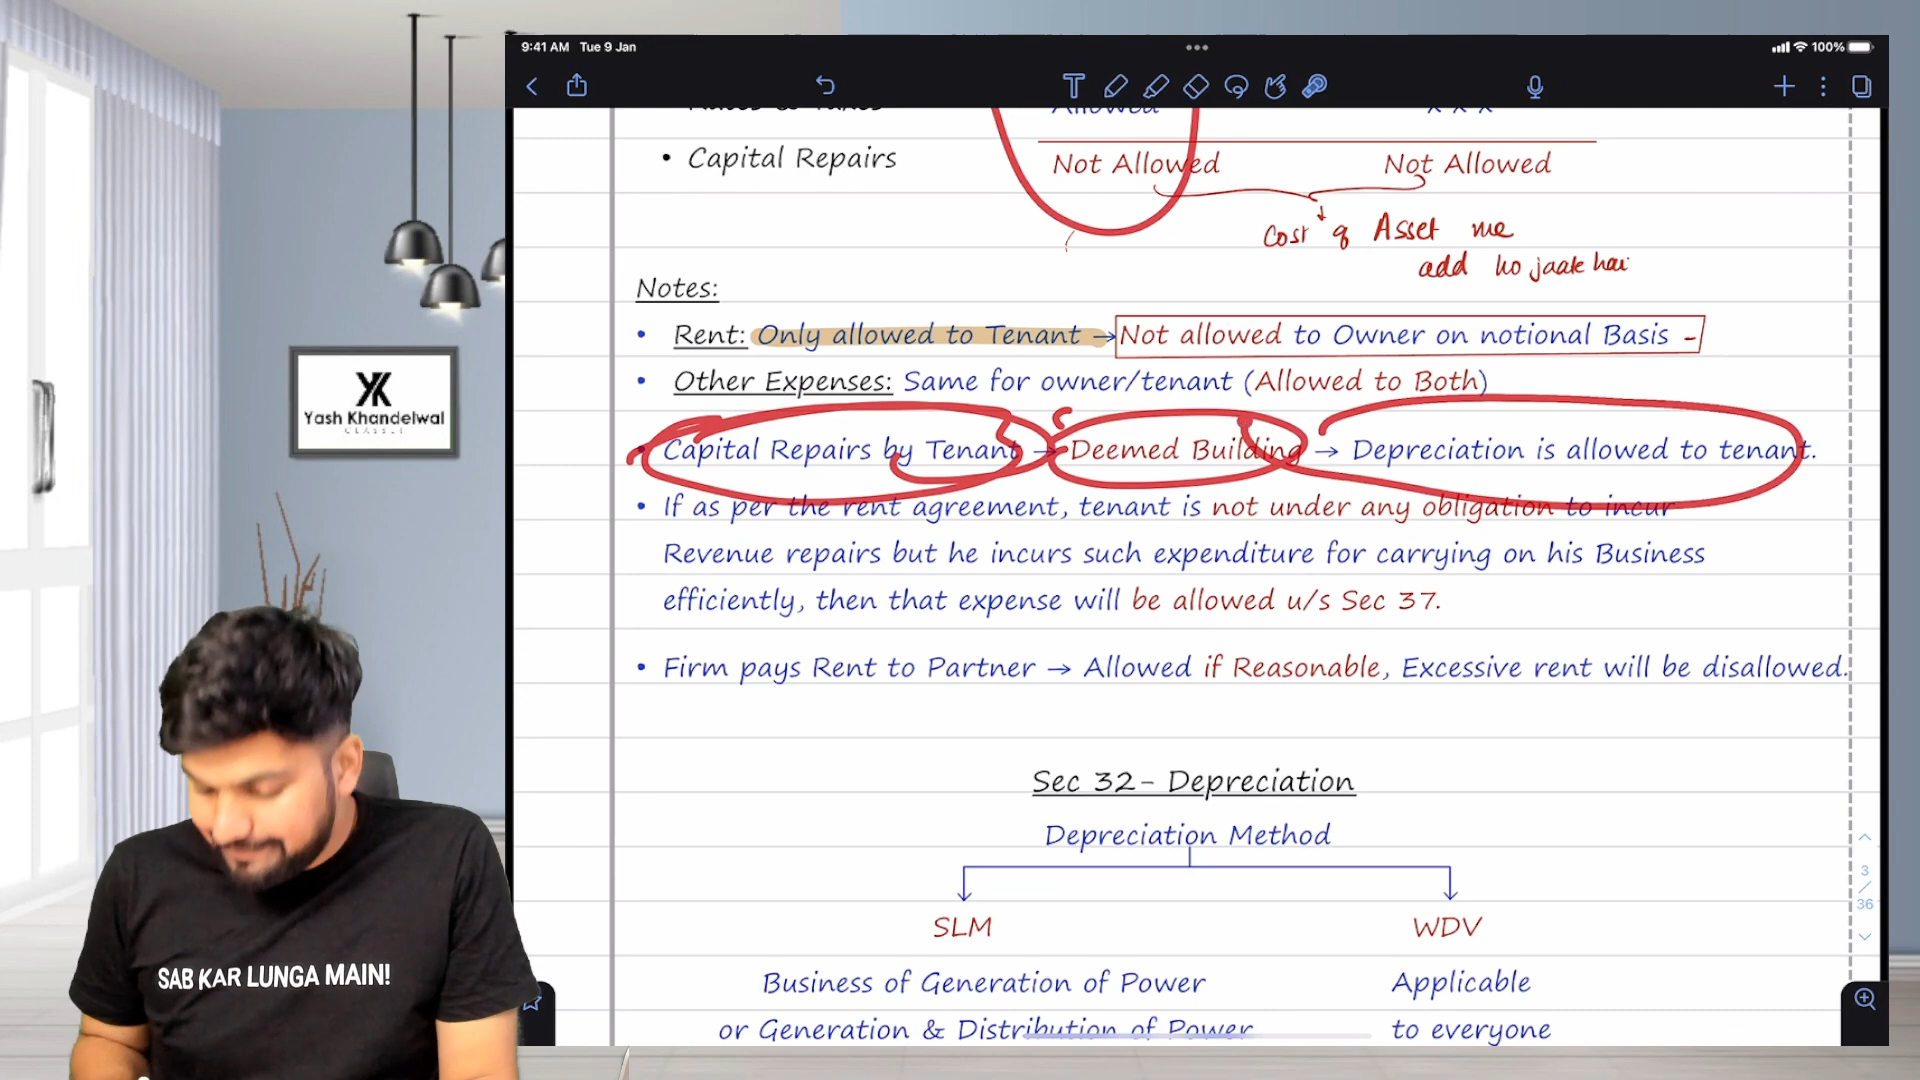 9:41 AM Tue 9 Jan
100%
Allowed x x x
• Capital Repairs Not Allowed Not Allowed
Cost of Asset me
add ho jaate hai
Notes:
• Rent: Only allowed to Tenant → Not allowed to Owner on notional Basis -
• Other Expenses: Same for owner/tenant (Allowed to Both)
• Capital Repairs by Tenant → Deemed Building → Depreciation is allowed to tenant.
• If as per the rent agreement, tenant is not under any obligation to incur
Revenue repairs but he incurs such expenditure for carrying on his Business
efficiently, then that expense will be allowed u/s Sec 37.
• Firm pays Rent to Partner → Allowed if Reasonable, Excessive rent will be disallowed.
Sec 32- Depreciation
Depreciation Method
SLM WDV
Business of Generation of Power Applicable
or Generation & Distribution of Power to everyone
3
/
36
YK
Yash Khandelwal
CLASSES
SAB KAR LUNGA MAIN!